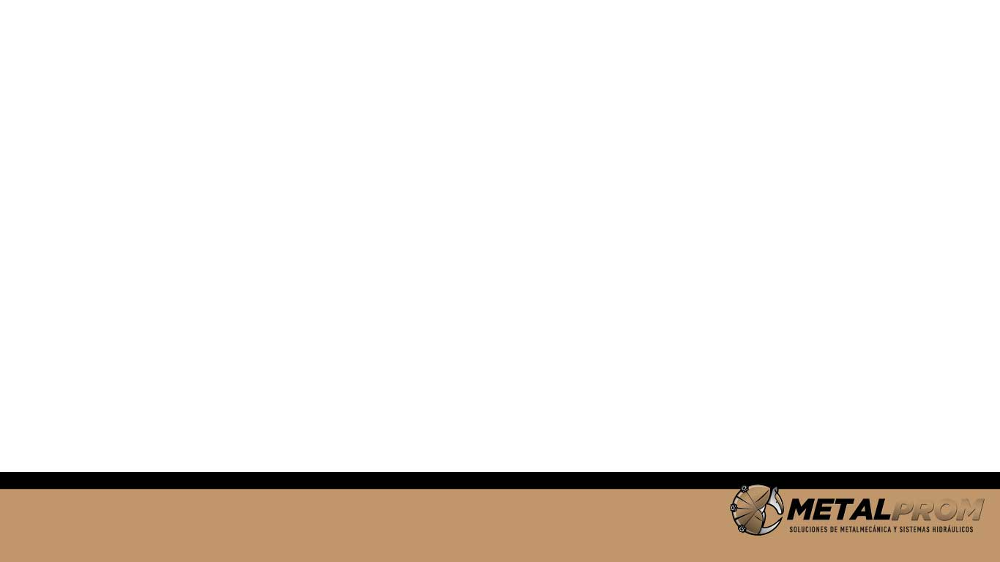 METALPROM
SOLUCIONES DE METALMECÁNICA Y SISTEMAS HIDRÁULICOS